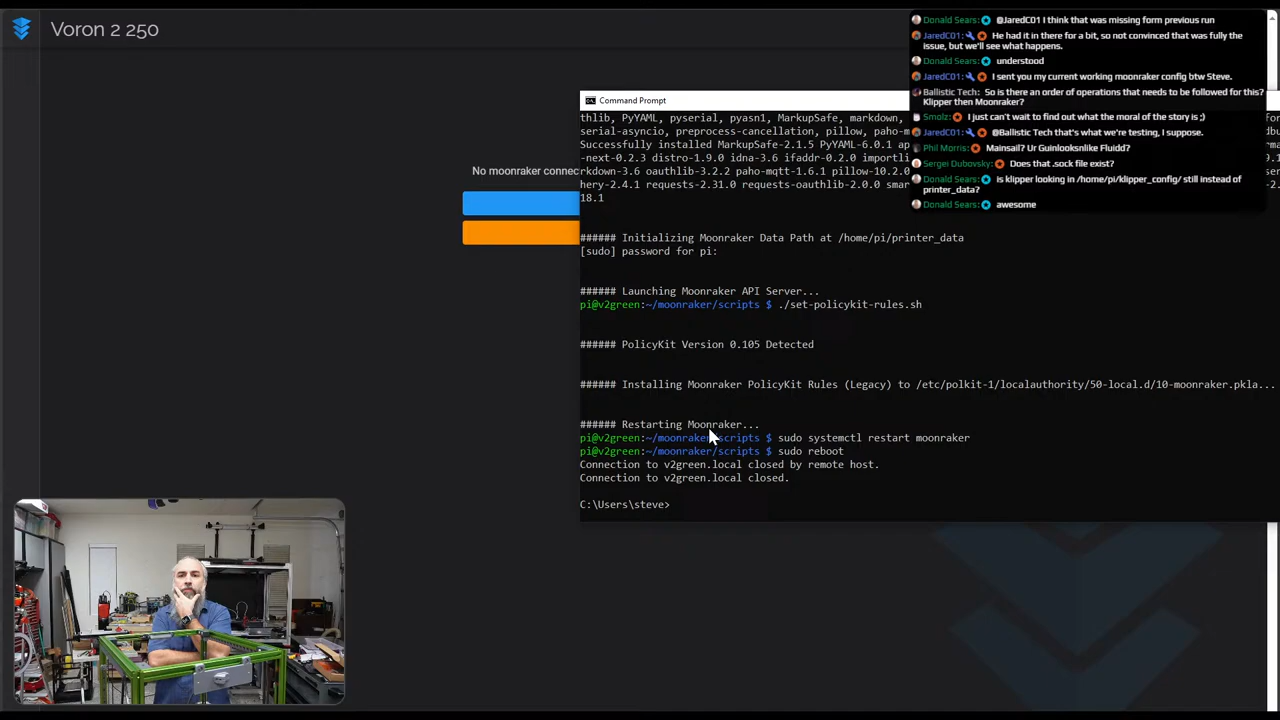 Voron 2 250
No moonraker connec
Command Prompt
thlib, PyYAML, pyserial, pyasn1, MarkupSafe, markdown,
serial-asyncio, preprocess-cancellation, pillow, paho-m
Successfully installed MarkupSafe-2.1.5 PyYAML-6.0.1 ap
-next-0.2.3 distro-1.9.0 idna-3.6 ifaddr-0.2.0 importli
rkdown-3.6 oauthlib-3.2.2 paho-mqtt-1.6.1 pillow-10.2.0
hery-2.4.1 requests-2.31.0 requests-oauthlib-2.0.0 smar
18.1
###### Initializing Moonraker Data Path at /home/pi/printer_data
[sudo] password for pi:
###### Launching Moonraker API Server...
pi@v2green:~/moonraker/scripts $ ./set-policykit-rules.sh
###### PolicyKit Version 0.105 Detected
###### Installing Moonraker PolicyKit Rules (Legacy) to /etc/polkit-1/localauthority/50-local.d/10-moonraker.pkla...
###### Restarting Moonraker...
pi@v2green:~/moonraker/scripts $ sudo systemctl restart moonraker
pi@v2green:~/moonraker/scripts $ sudo reboot
Connection to v2green.local closed by remote host.
Connection to v2green.local closed.
C:\Users\steve>
Donald Sears: @JaredC01 I think that was missing form previous run
JaredC01: He had it in there for a bit, so not convinced that was fully the
issue, but we'll see what happens.
Donald Sears: understood
JaredC01: I sent you my current working moonraker config btw Steve.
Ballistic Tech: So is there an order of operations that needs to be followed for this?
Klipper then Moonraker?
Smolz: I just can't wait to find out what the moral of the story is ;)
JaredC01: @Ballistic Tech that's what we're testing, I suppose.
Phil Morris: Mainsail? Ur Guinlooksnlike Fluidd?
Sergei Dubovsky: Does that .sock file exist?
Donald Sears: is klipper looking in /home/pi/klipper_config/ still instead of
printer_data?
Donald Sears: awesome